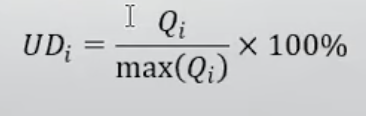 UD_i = Q_i / max(Q_i) × 100%